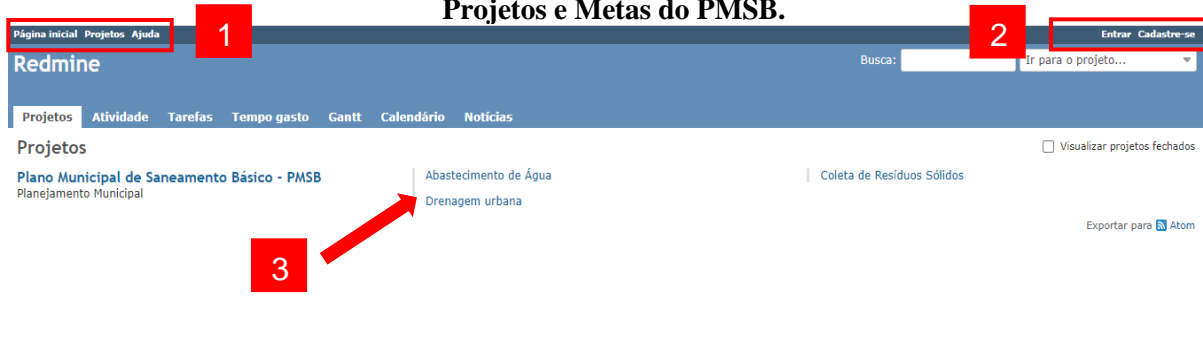 Projetos e Metas do PMSB.
Página inicial Projetos Ajuda
1
2
Entrar Cadastre-se
Redmine
Busca:
Ir para o projeto...
Projetos Atividade Tarefas Tempo gasto Gantt Calendário Notícias
Projetos
Visualizar projetos fechados
Plano Municipal de Saneamento Básico - PMSB
Planejamento Municipal
Abastecimento de Água
Coleta de Resíduos Sólidos
Drenagem urbana
Exportar para Atom
3